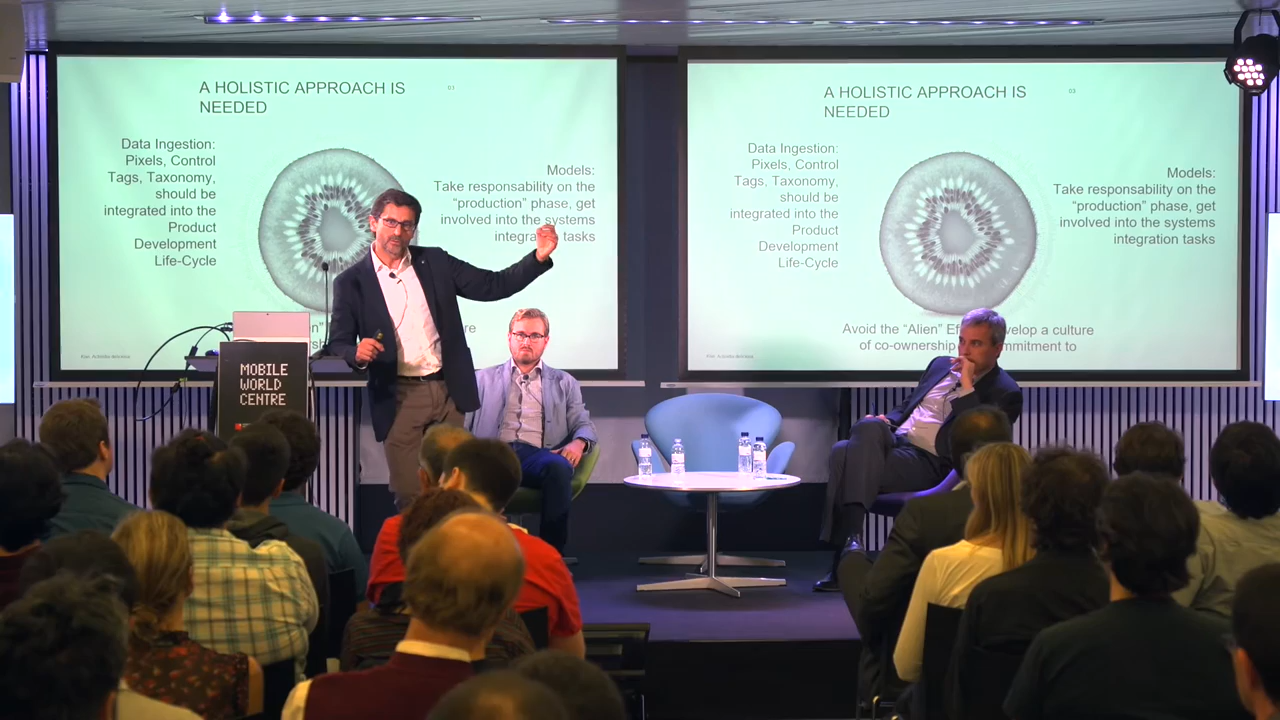 A HOLISTIC APPROACH IS
NEEDED
03
Data Ingestion:
Pixels, Control
Tags, Taxonomy,
should be
integrated into the
Product
Development
Life-Cycle
Models:
Take responsability on the
"production" phase, get
involved into the systems
tasks
MOBILE
WORLD
CENTRE
A HOLISTIC APPROACH IS
NEEDED
03
Data Ingestion:
Pixels, Control
Tags, Taxonomy,
should be
integrated into the
Product
Development
Life-Cycle
Models:
Take responsability on the
"production" phase, get
involved into the systems
integration tasks
Avoid the "Alien" a culture
of co-ownership to